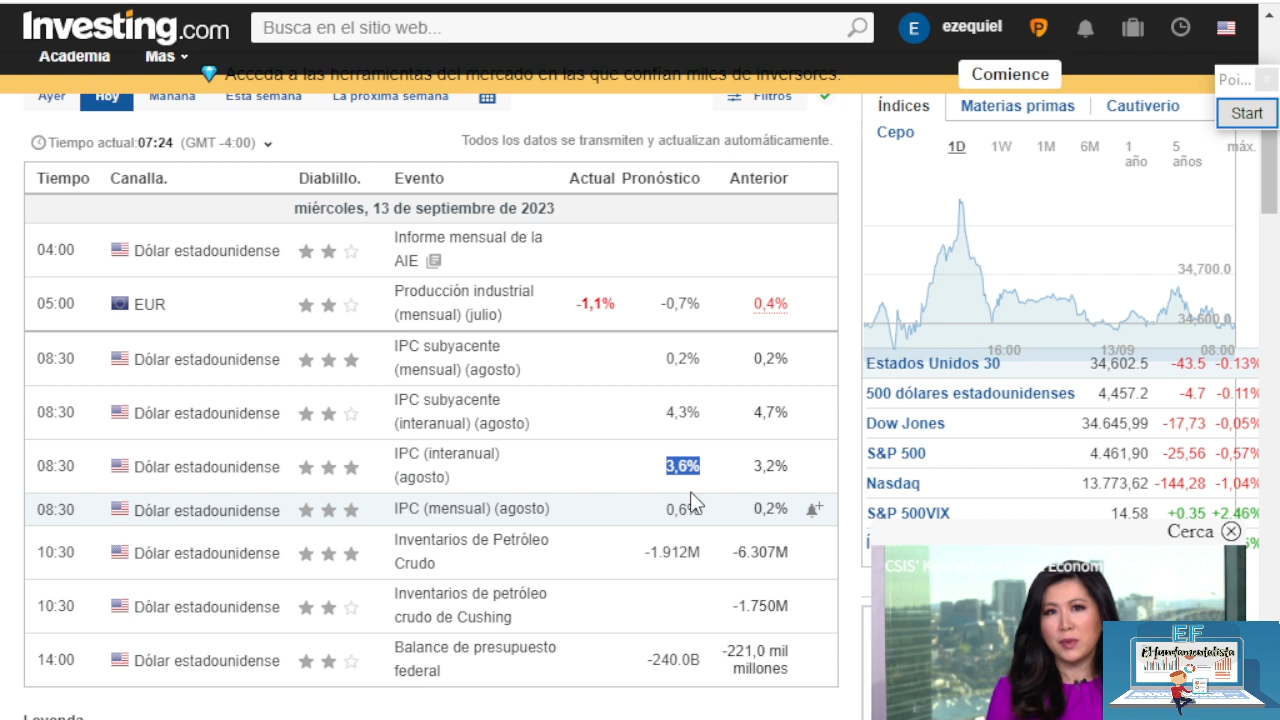 Investing.com
Busca en el sitio web...
E
ezequiel
Academia
Más
Acceda a las herramientas del mercado en las que confían miles de inversores.
Comience
Poi...
Start
Ayer
Hoy
Mañana
Esta semana
La próxima semana
Filtros
Tiempo actual:07:24 (GMT -4:00)
Todos los datos se transmiten y actualizan automáticamente.
Tiempo Canalla. Diablillo. Evento Actual Pronóstico Anterior
miércoles, 13 de septiembre de 2023
04:00 Dólar estadounidense Informe mensual de la
AIE
05:00 EUR Producción industrial -1,1% -0,7% 0,4%
(mensual) (julio)
08:30 Dólar estadounidense IPC subyacente 0,2% 0,2%
(mensual) (agosto)
08:30 Dólar estadounidense IPC subyacente 4,3% 4,7%
(interanual) (agosto)
08:30 Dólar estadounidense IPC (interanual) 3,6% 3,2%
(agosto)
08:30 Dólar estadounidense IPC (mensual) (agosto) 0,6% 0,2%
10:30 Dólar estadounidense Inventarios de Petróleo -1.912M -6.307M
Crudo
10:30 Dólar estadounidense Inventarios de petróleo -1.750M
crudo de Cushing
14:00 Dólar estadounidense Balance de presupuesto -240.0B -221,0 mil
federal millones
Leyenda
Índices
Materias primas
Cautiverio
Cepo
1D 1W 1M 6M 1 año 5 años máx.
34,700.0
34,600.0
16:00 13/09 08:00
Estados Unidos 30 34,602.5 -43.5 -0.13%
500 dólares estadounidenses 4,457.2 -4.7 -0.11%
Dow Jones 34.645,99 -17,73 -0,05%
S&P 500 4.461,90 -25,56 -0,57%
Nasdaq 13.773,62 -144,28 -1,04%
S&P 500VIX 14.58 +0.35 +2.46%
Cerca
CSIS'
Econom
EF
El fundamentalista